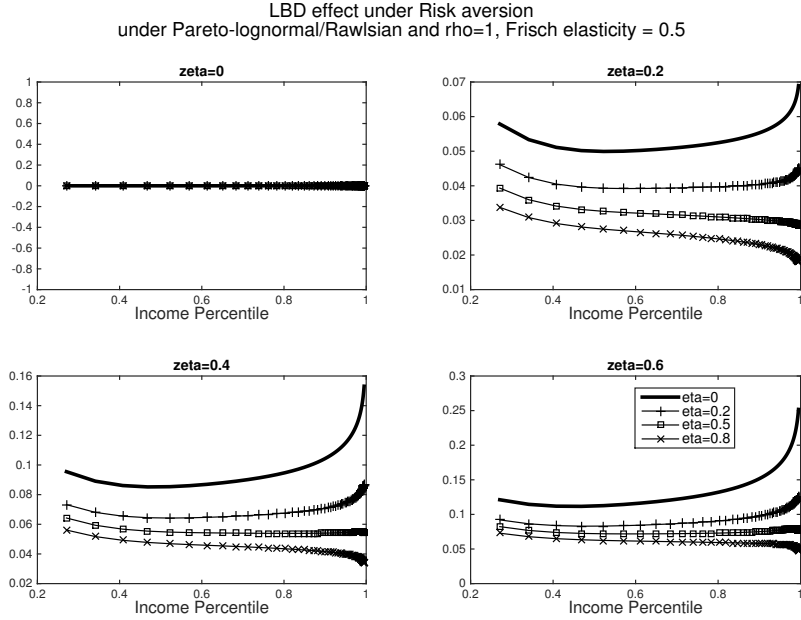 LBD effect under Risk aversion
under Pareto-lognormal/Rawlsian and rho=1, Frisch elasticity = 0.5
zeta=0
1
0.8
0.6
0.4
0.2
0
-0.2
-0.4
-0.6
-0.8
-1
0.2 0.4 0.6 0.8 1
Income Percentile
zeta=0.2
0.07
0.06
0.05
0.04
0.03
0.02
0.01
0.2 0.4 0.6 0.8 1
Income Percentile
zeta=0.4
0.16
0.14
0.12
0.1
0.08
0.06
0.04
0.02
0.2 0.4 0.6 0.8 1
Income Percentile
zeta=0.6
0.3
0.25
0.2
0.15
0.1
0.05
0
eta=0
eta=0.2
eta=0.5
eta=0.8
0.2 0.4 0.6 0.8 1
Income Percentile